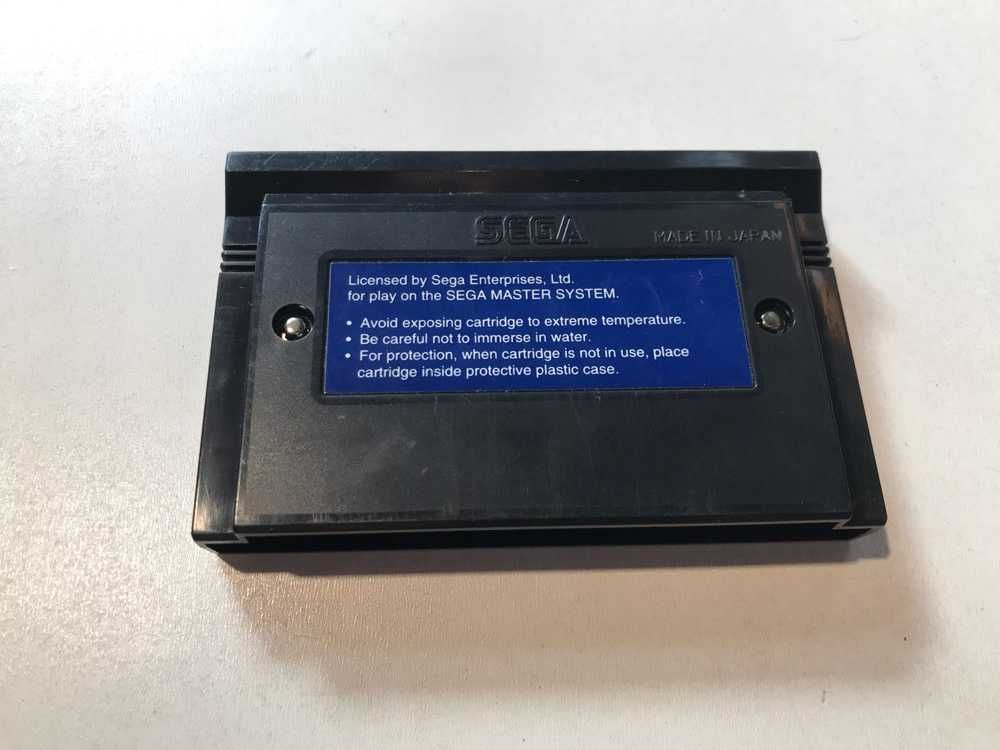 SEGA
MADE IN JAPAN
Licensed by Sega Enterprises, Ltd.
for play on the SEGA MASTER SYSTEM.
• Avoid exposing cartridge to extreme temperature.
• Be careful not to immerse in water.
• For protection, when cartridge is not in use, place
cartridge inside protective plastic case.